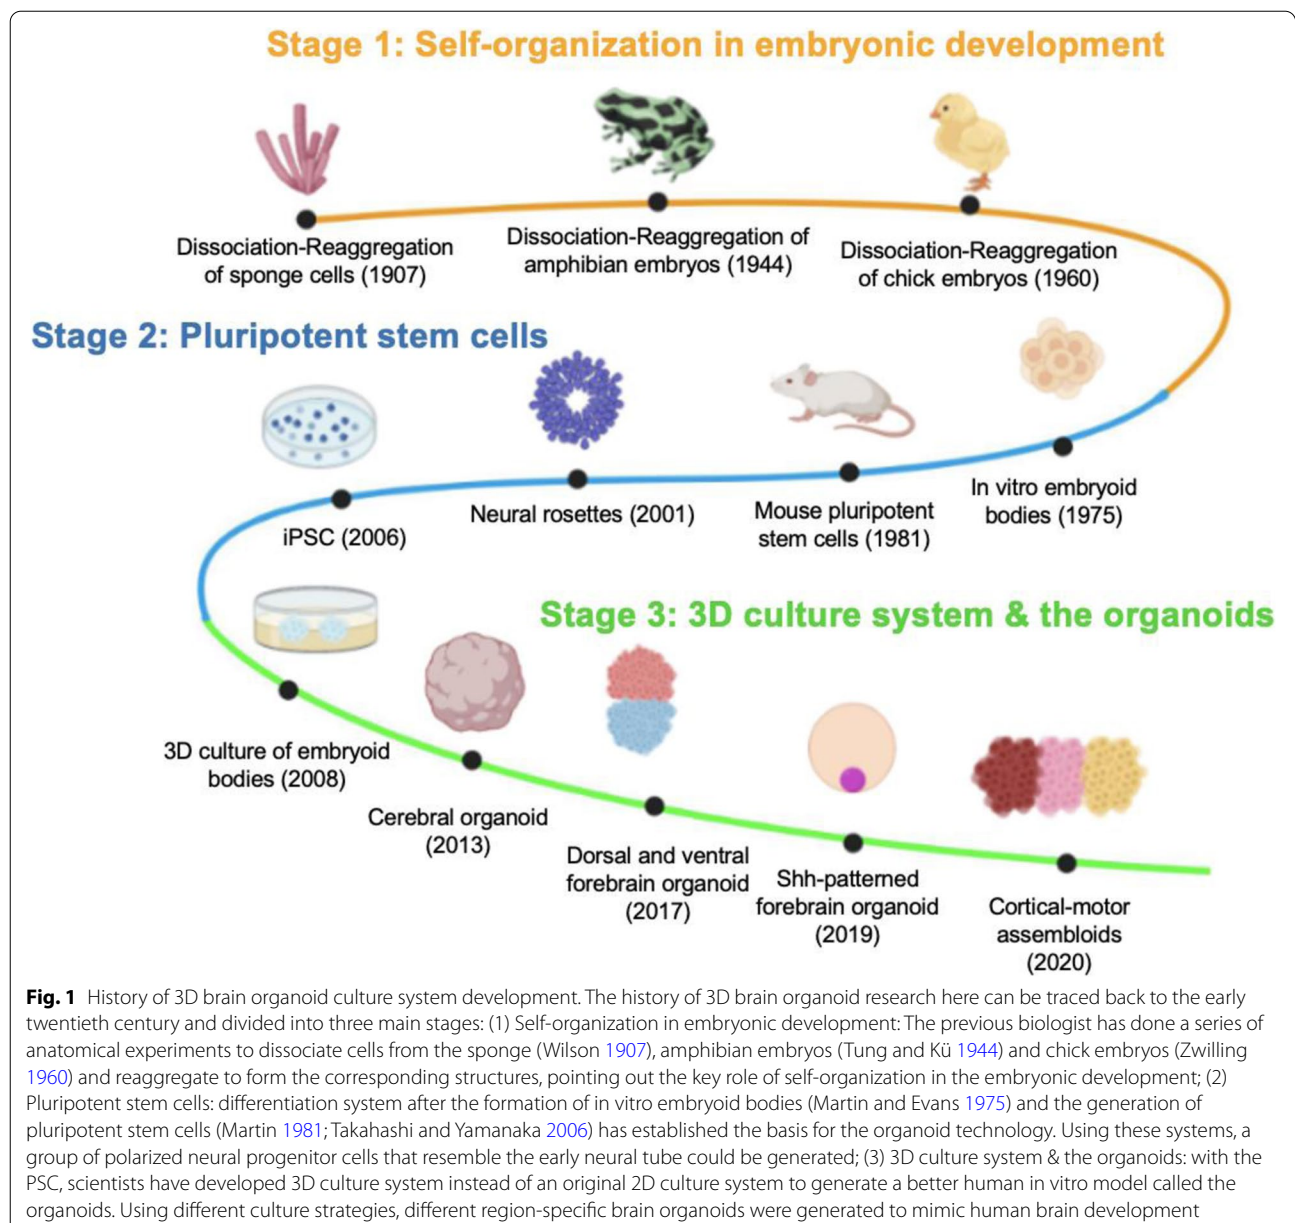 Stage 1: Self-organization in embryonic development
Dissociation-Reaggregation
of sponge cells (1907)
Dissociation-Reaggregation of
amphibian embryos (1944)
Dissociation-Reaggregation
of chick embryos (1960)
Stage 2: Pluripotent stem cells
iPSC (2006)
Neural rosettes (2001)
Mouse pluripotent
stem cells (1981)
In vitro embryoid
bodies (1975)
Stage 3: 3D culture system & the organoids
3D culture of embryoid
bodies (2008)
Cerebral organoid
(2013)
Dorsal and ventral
forebrain organoid
(2017)
Shh-patterned
forebrain organoid
(2019)
Cortical-motor
assembloids
(2020)
Fig. 1 History of 3D brain organoid culture system development. The history of 3D brain organoid research here can be traced back to the early
twentieth century and divided into three main stages: (1) Self-organization in embryonic development: The previous biologist has done a series of
anatomical experiments to dissociate cells from the sponge (Wilson 1907), amphibian embryos (Tung and Kü 1944) and chick embryos (Zwilling
1960) and reaggregate to form the corresponding structures, pointing out the key role of self-organization in the embryonic development; (2)
Pluripotent stem cells: differentiation system after the formation of in vitro embryoid bodies (Martin and Evans 1975) and the generation of
pluripotent stem cells (Martin 1981; Takahashi and Yamanaka 2006) has established the basis for the organoid technology. Using these systems, a
group of polarized neural progenitor cells that resemble the early neural tube could be generated; (3) 3D culture system & the organoids: with the
PSC, scientists have developed 3D culture system instead of an original 2D culture system to generate a better human in vitro model called the
organoids. Using different culture strategies, different region-specific brain organoids were generated to mimic human brain development